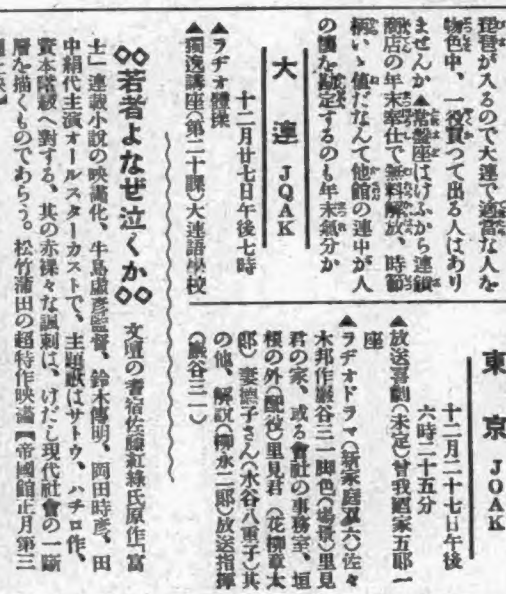 琵琶が入るので大連で適當な人を
物色中、一役買つて出る人はあり
ませんか▲常盤座はけふから連鎖
商店の年末奉仕で無料解放、時節
柄いゝ値だなんて他館の連中が人
の懐を勘定するのも年末氣分か
大連 JQAK
十二月廿七日午後七時
▲ラヂオ體操
▲獨逸講座(第二十課)大連語學校
東京 JOAK
十二月二十七日午後
六時二十五分
▲放送喜劇(未定)曾我廼家五郎一
座
▲ラヂオドラマ(新家庭双六)佐々
木邦作巖谷三一脚色(場景)里見
君の家、或る會社の事務室、垣
根の外(配役)里見君(花柳章太
郎)妻德子さん(水谷八重子)其
の他、解說(柳永二郎)放送指揮
(巖谷三一)
◇◇若者よなぜ泣くか◇◇ 文壇の耆宿佐藤紅綠氏原作「富
士」連載小說の映畫化、牛島虛彥監督、鈴木傳明、岡田時彥、田
中絹代主演オールスターカストで、主題歌はサトウ、ハチロー作、
資本階級へ對する、其の赤裸々な諷刺は、けだし現代社會の一斷
層を描くものであらう。松竹蒲田の超特作映畫【帝國館正月第三
週上映】